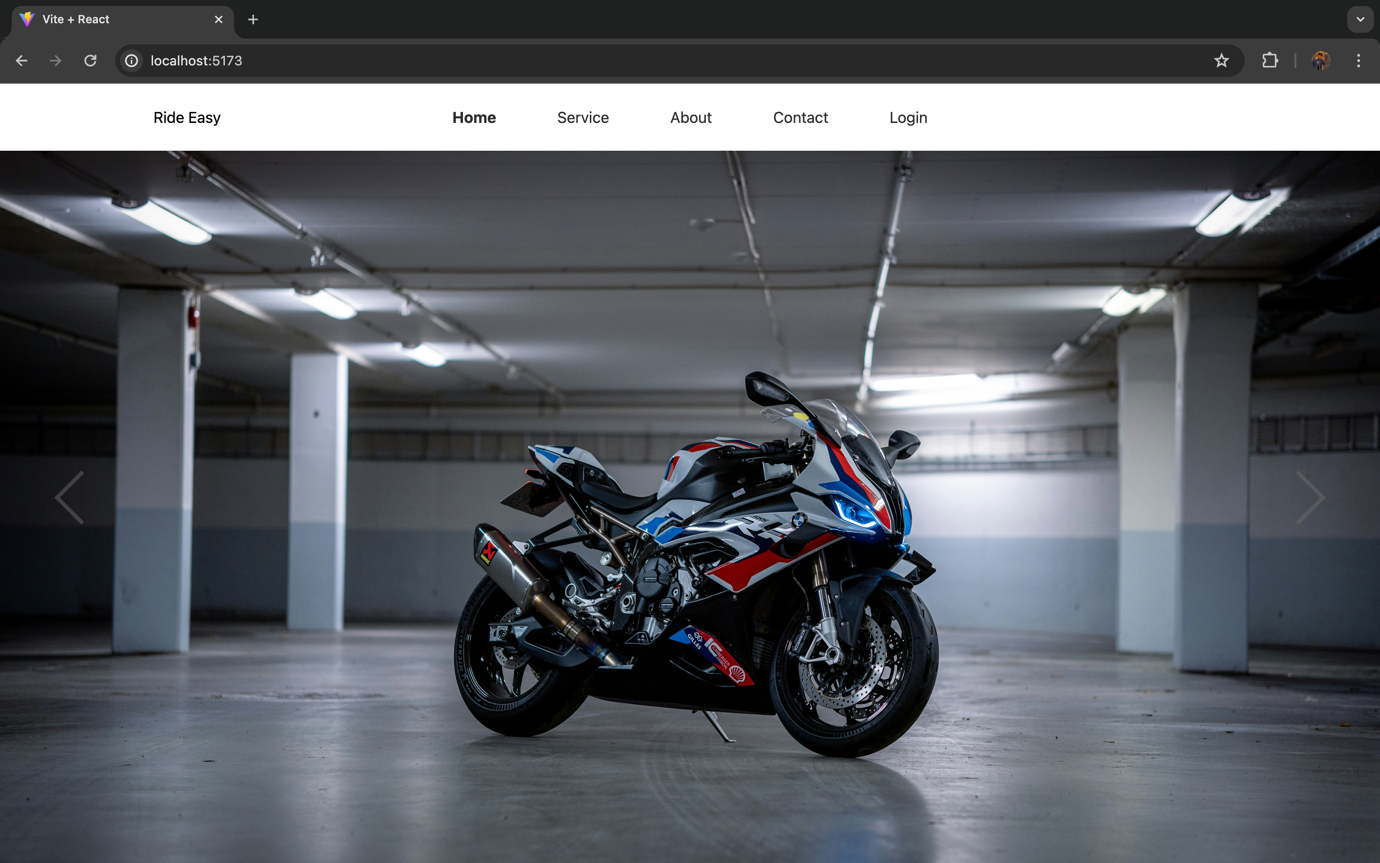 Vite + React
localhost:5173
Ride Easy Home Service About Contact Login